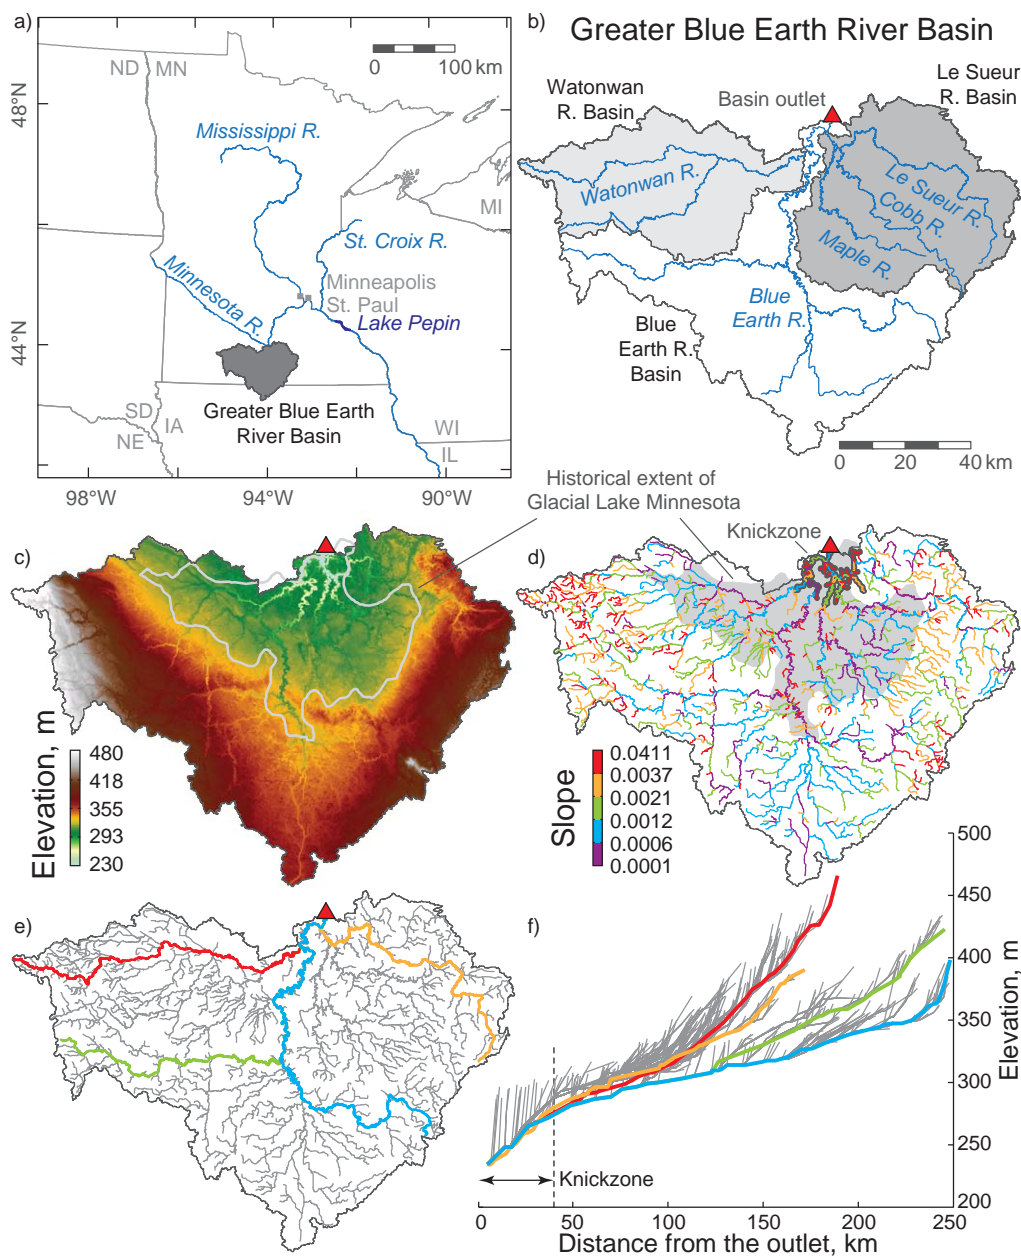 a)
0 100 km
ND MN
48°N
Mississippi R.
MI
St. Croix R.
Minnesota R.
Minneapolis
St. Paul
Lake Pepin
44°N
SD
IA
NE
Greater Blue Earth
River Basin
WI
IL
98°W 94°W 90°W
b) Greater Blue Earth River Basin
Watonwan
R. Basin
Basin outlet
Le Sueur
R. Basin
Watonwan R.
Le Sueur R.
Cobb R.
Maple R.
Blue
Earth R.
Blue
Earth R.
Basin
0 20 40 km
Historical extent of
Glacial Lake Minnesota
c)
Elevation, m
480
418
355
293
230
d)
Knickzone
Slope
0.0411
0.0037
0.0021
0.0012
0.0006
0.0001
e)
f)
500
450
400
350
300
250
200
Elevation, m
Knickzone
0 50 100 150 200 250
Distance from the outlet, km